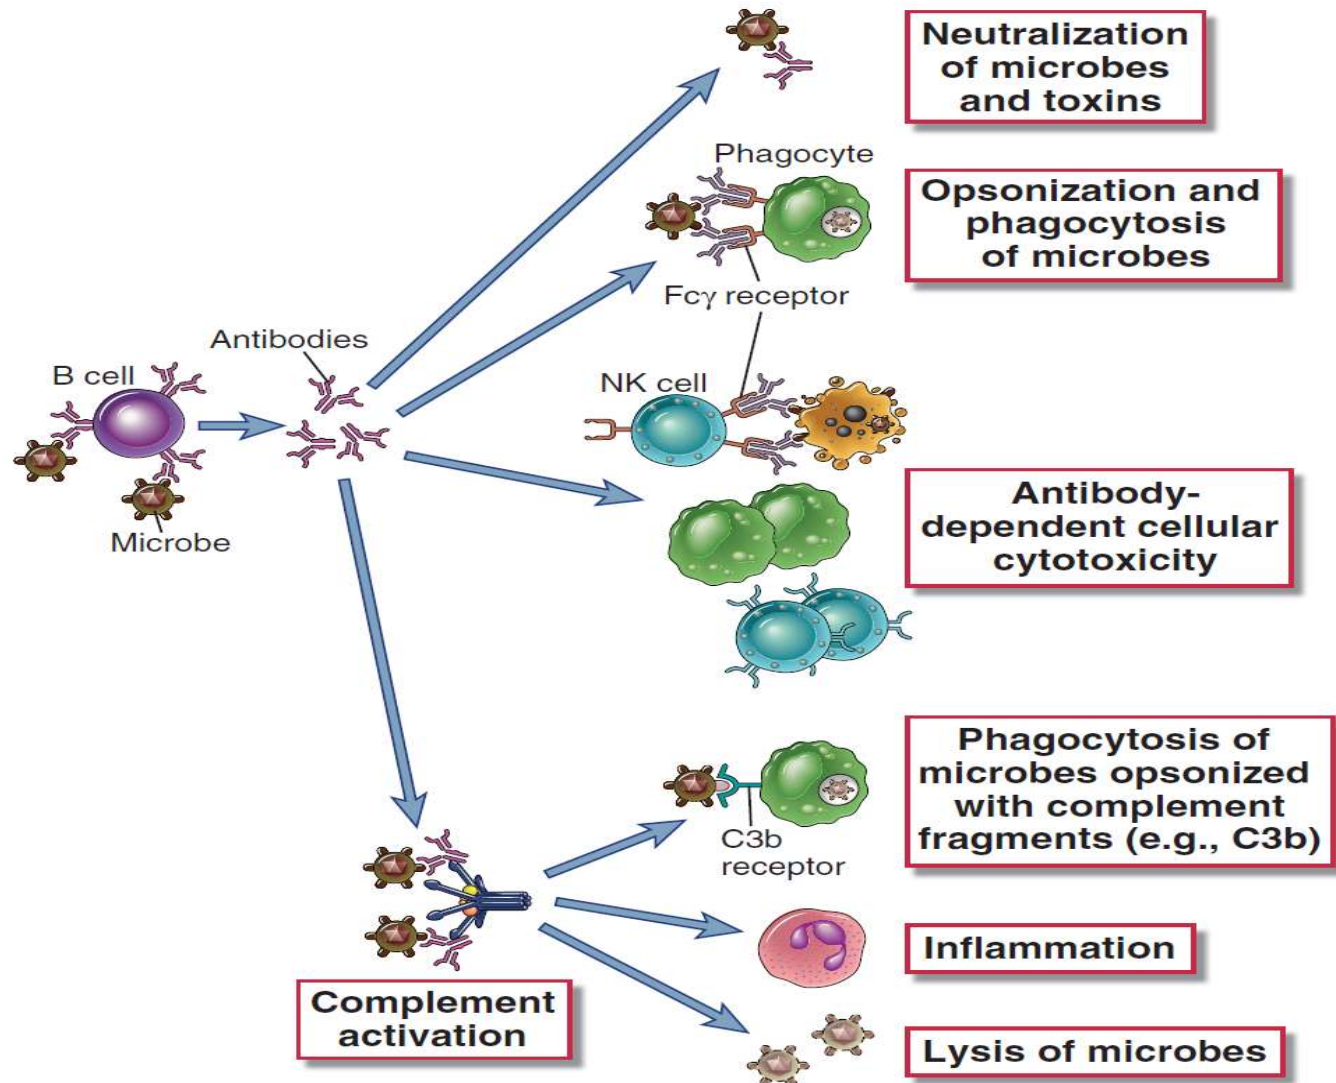 Neutralization
of microbes
and toxins
Phagocyte
Opsonization and
phagocytosis
of microbes
Fcγ receptor
Antibodies
B cell
NK cell
Microbe
Antibody-
dependent cellular
cytotoxicity
Phagocytosis of
microbes opsonized
with complement
fragments (e.g., C3b)
C3b
receptor
Inflammation
Complement
activation
Lysis of microbes